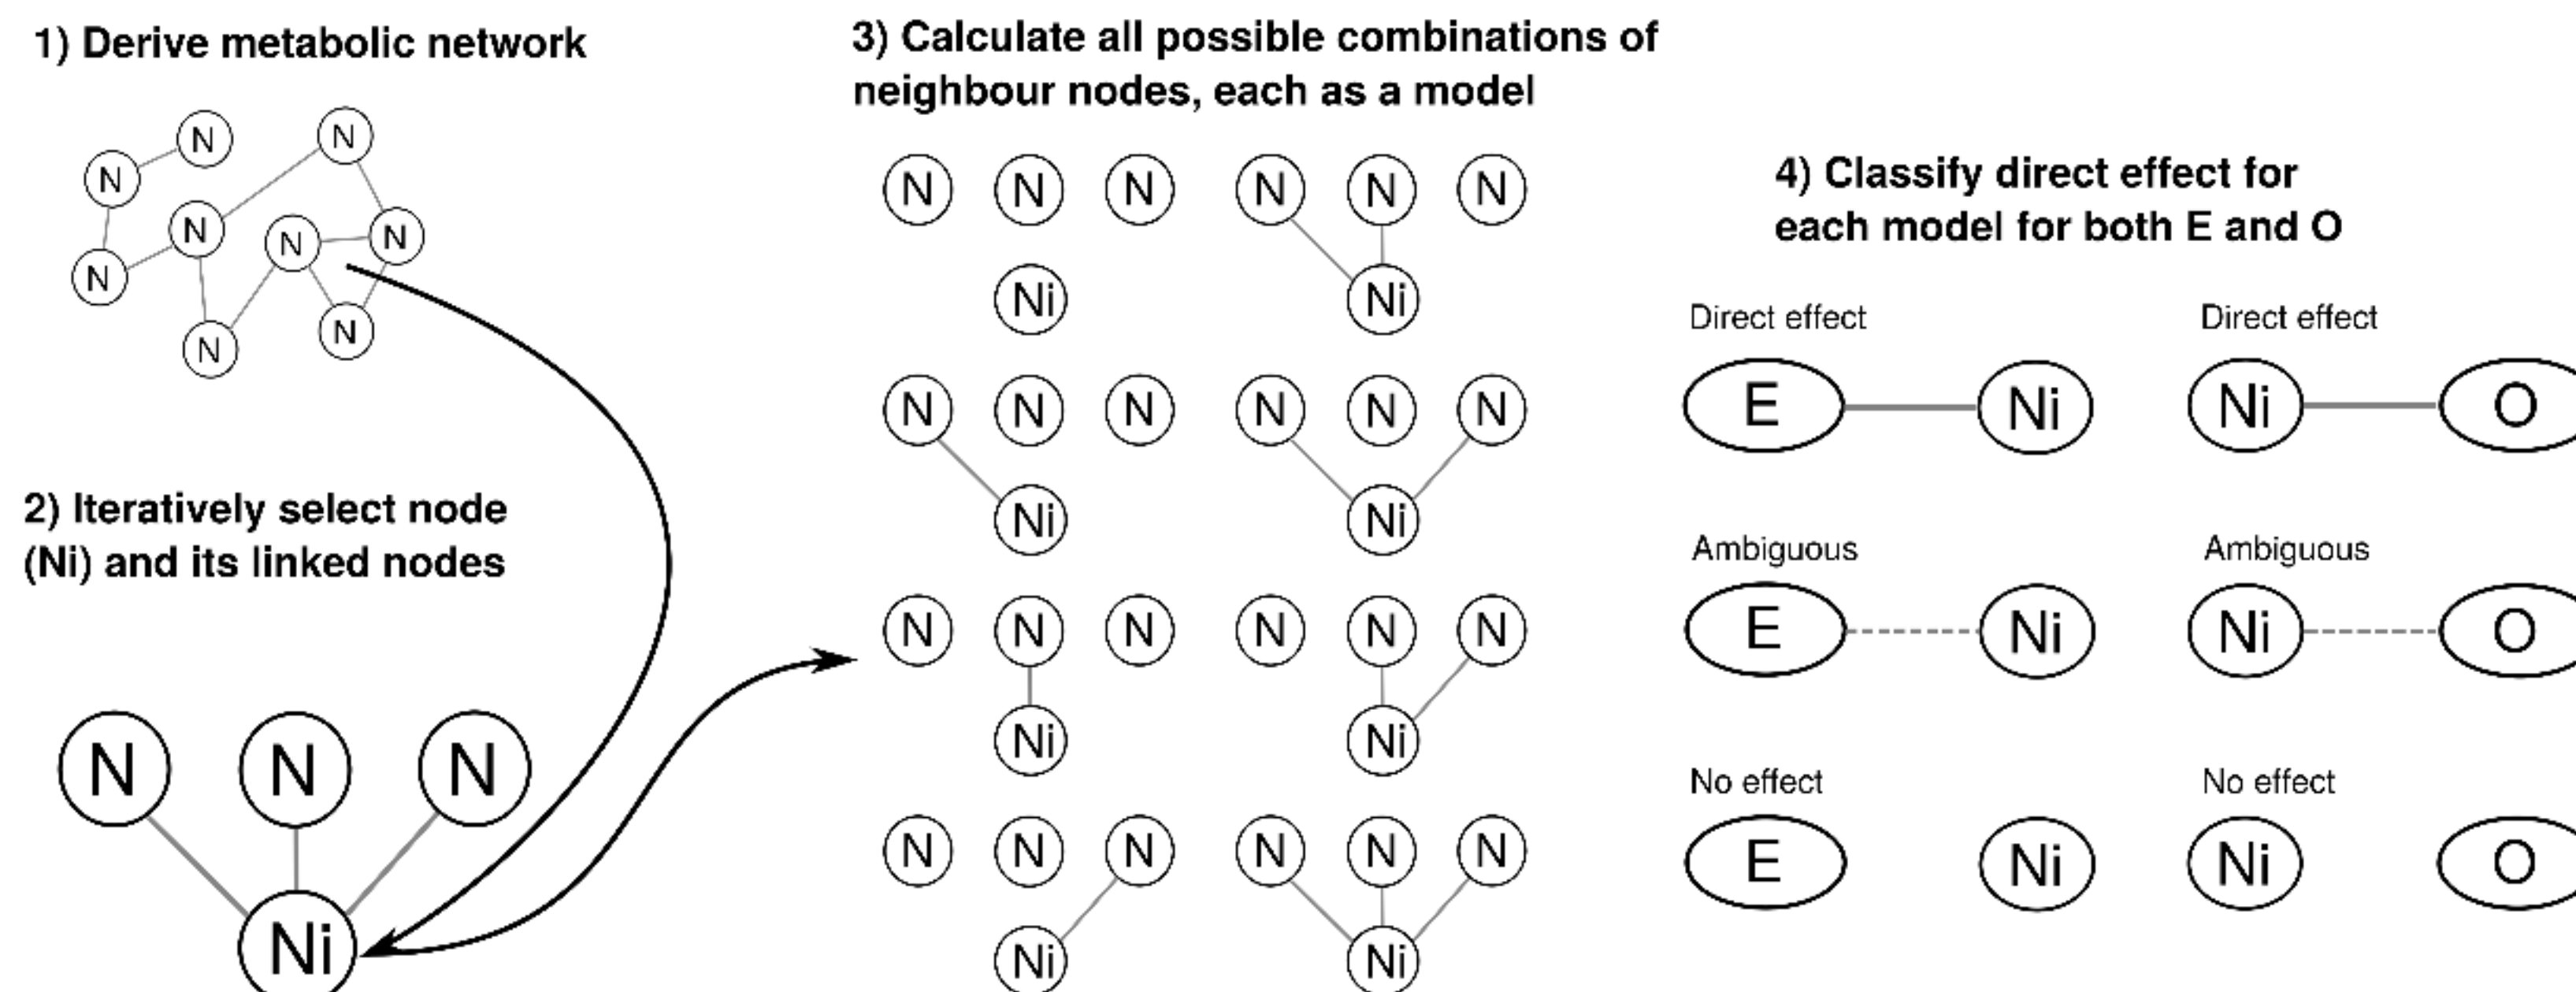 1) Derive metabolic network
N
N
N
N
N
N
N
N
N
2) Iteratively select node
(Ni) and its linked nodes
N N N
Ni
3) Calculate all possible combinations of
neighbour nodes, each as a model
N N N N N N
Ni Ni
N N N N N N
Ni Ni
N N N N N N
Ni Ni
N N N N N N
Ni Ni
4) Classify direct effect for
each model for both E and O
Direct effect Direct effect
E Ni Ni O
Ambiguous Ambiguous
E Ni Ni O
No effect No effect
E Ni Ni O